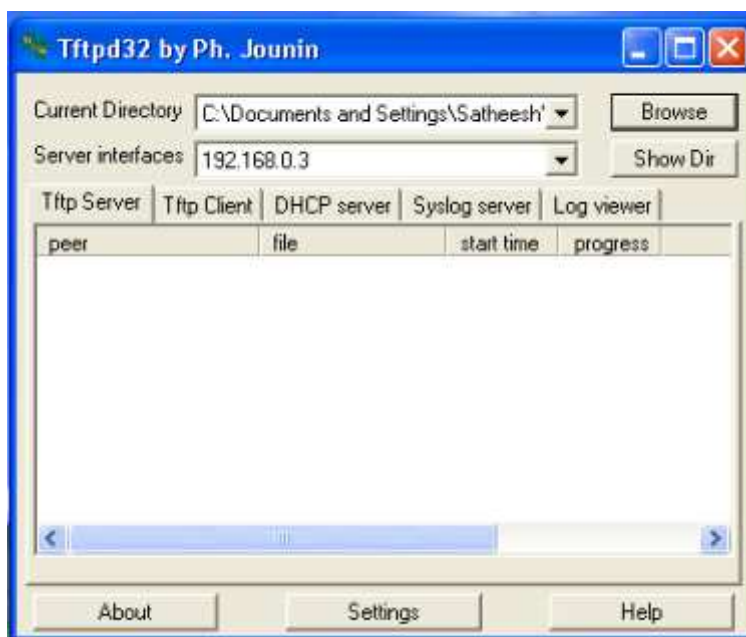 Tftpd32 by Ph. Jounin
Current Directory C:\Documents and Settings\Satheesh' Browse
Server interfaces 192.168.0.3 Show Dir
Tftp Server Tftp Client DHCP server Syslog server Log viewer
peer file start time progress
About Settings Help